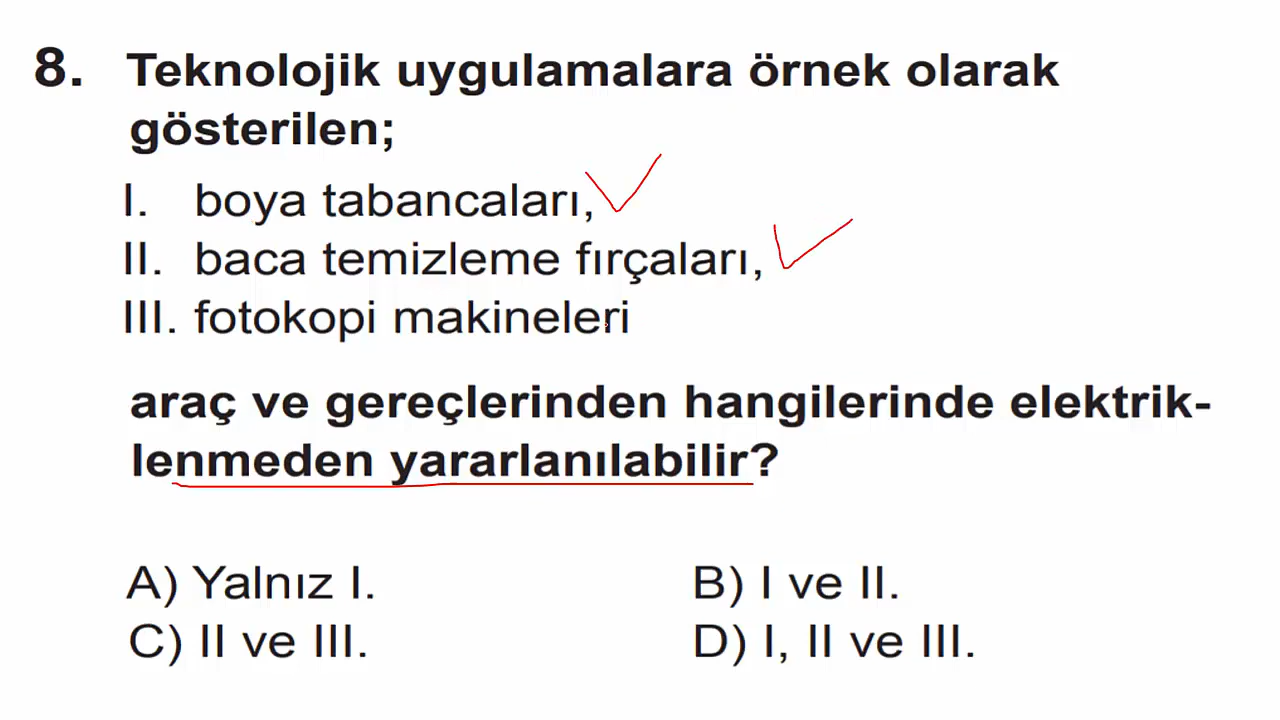 8. Teknolojik uygulamalara örnek olarak
gösterilen;
I. boya tabancaları,
II. baca temizleme fırçaları,
III. fotokopi makineleri
araç ve gereçlerinden hangilerinde elektrik-
lenmeden yararlanılabilir?
A) Yalnız I.
B) I ve II.
C) II ve III.
D) I, II ve III.